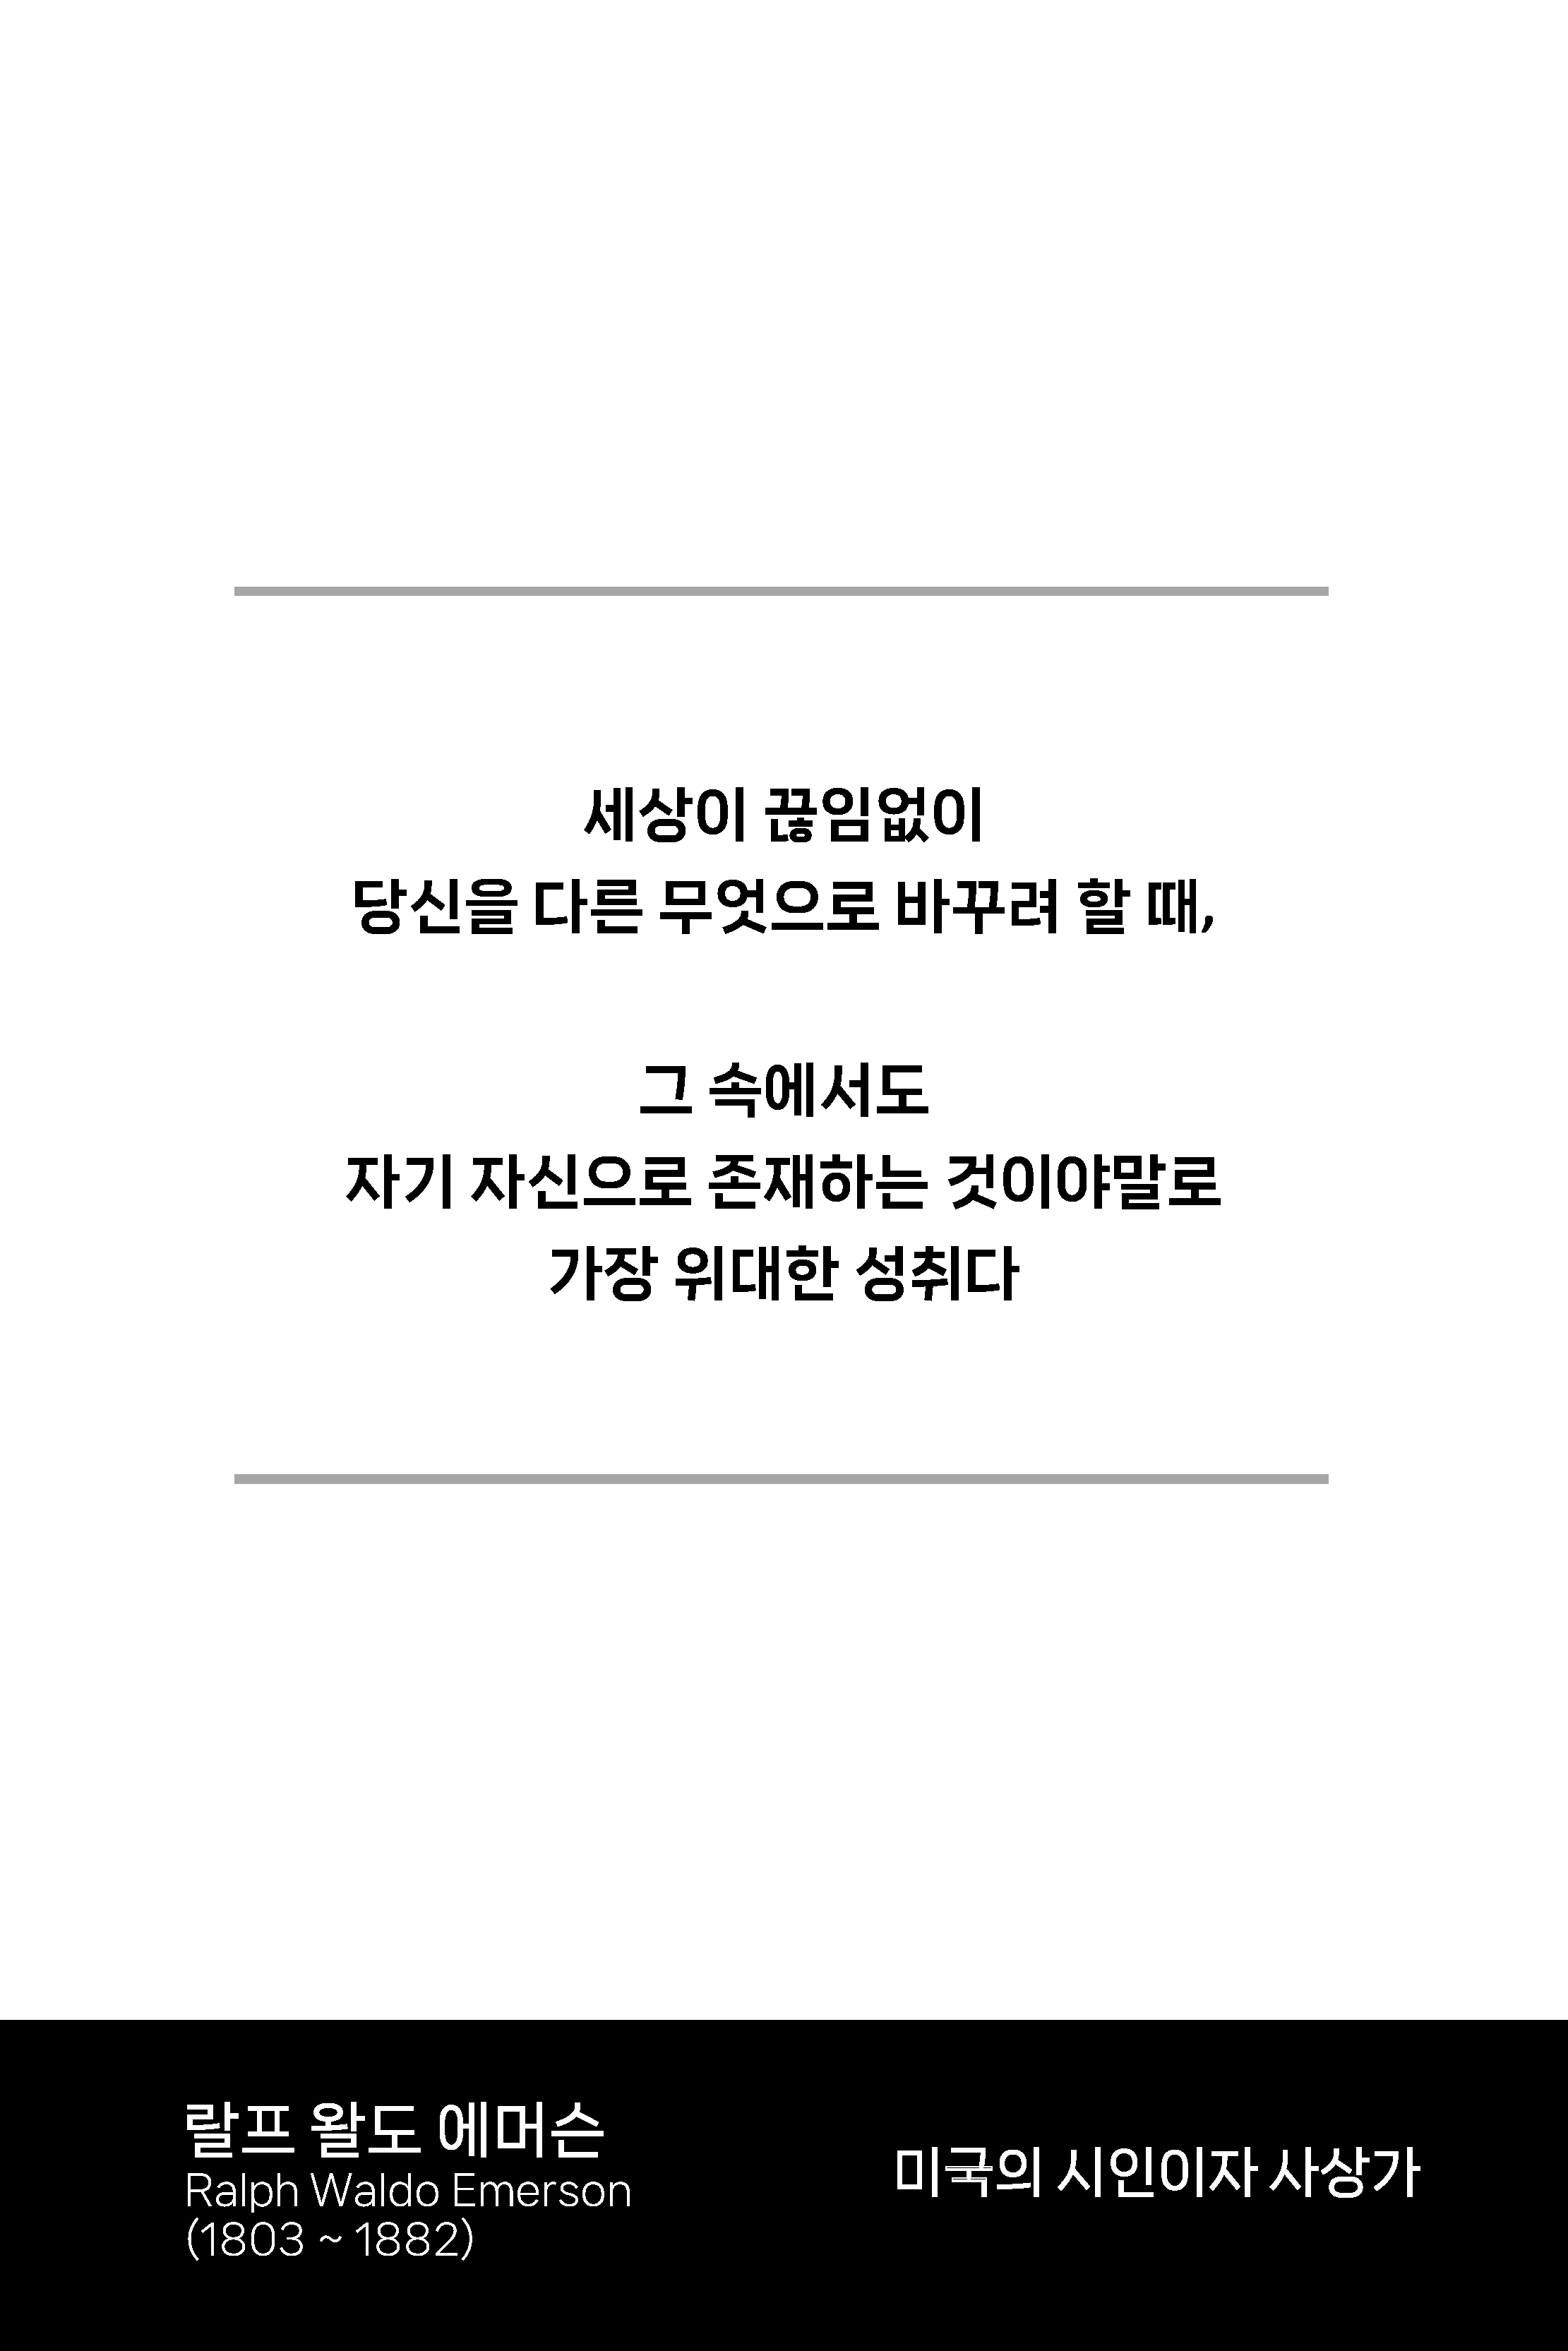 세상이 끊임없이
당신을 다른 무엇으로 바꾸려 할 때,
그 속에서도
자기 자신으로 존재하는 것이야말로
가장 위대한 성취다
랄프 왈도 에머슨
Ralph Waldo Emerson
(1803 ~ 1882)
미국의 시인이자 사상가